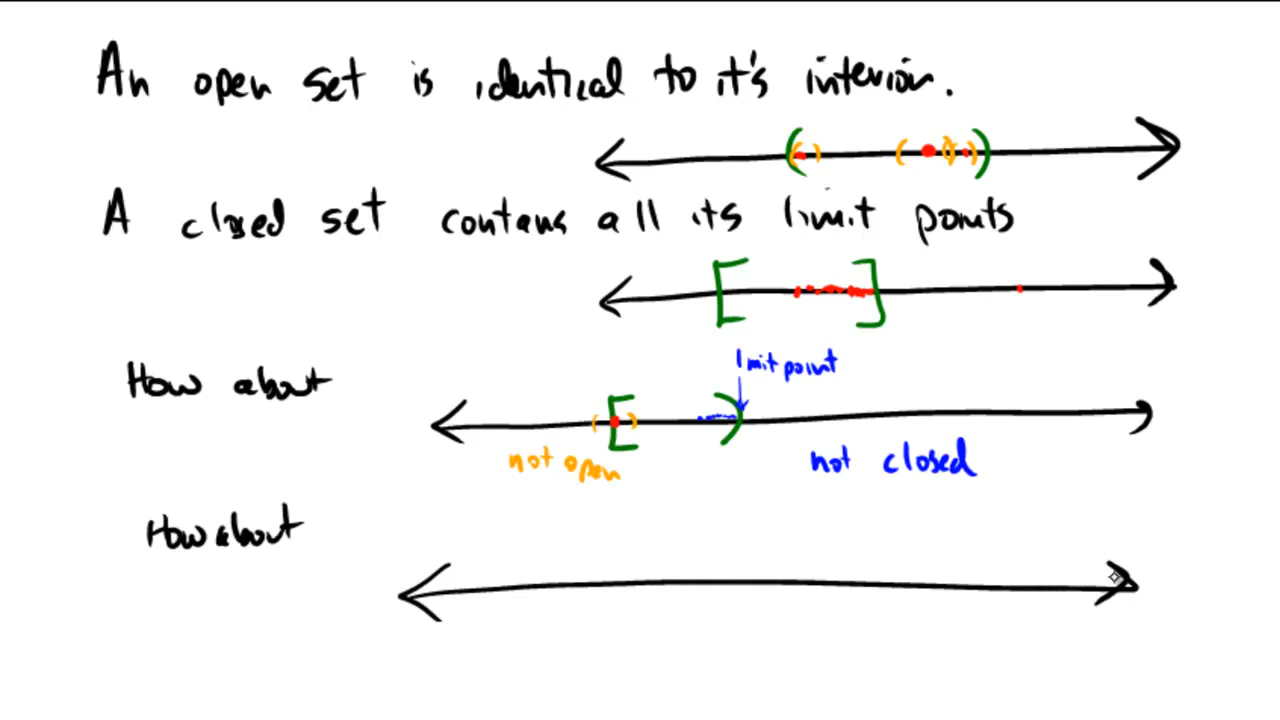 An open set is identical to it's interior.
A closed set contans all its limit points
limit point
How about
not open
not closed
How about